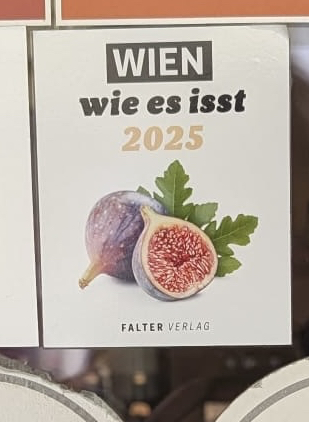 WIEN
wie es isst
2025
FALTER VERLAG